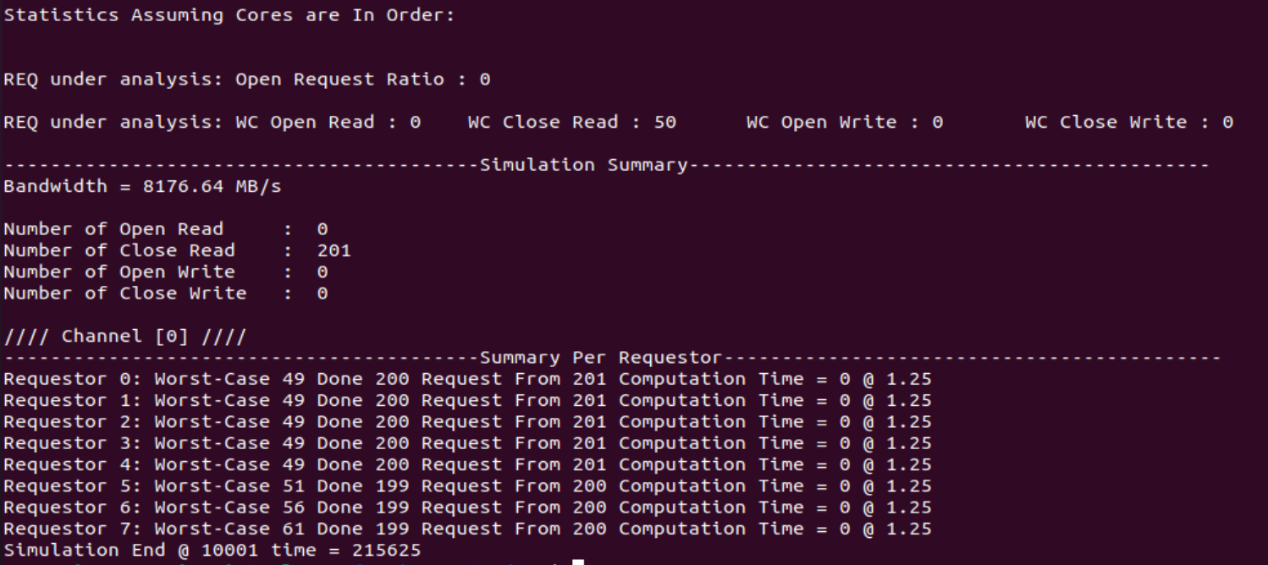 Statistics Assuming Cores are In Order:
REQ under analysis: Open Request Ratio : 0
REQ under analysis: WC Open Read : 0    WC Close Read : 50      WC Open Write : 0       WC Close Write : 0
-----------------------------------------Simulation Summary---------------------------------------------
Bandwidth = 8176.64 MB/s
Number of Open Read     :  0
Number of Close Read    :  201
Number of Open Write    :  0
Number of Close Write   :  0
//// Channel [0] ////
-----------------------------------------Summary Per Requestor-------------------------------------------
Requestor 0: Worst-Case 49 Done 200 Request From 201 Computation Time = 0 @ 1.25
Requestor 1: Worst-Case 49 Done 200 Request From 201 Computation Time = 0 @ 1.25
Requestor 2: Worst-Case 49 Done 200 Request From 201 Computation Time = 0 @ 1.25
Requestor 3: Worst-Case 49 Done 200 Request From 201 Computation Time = 0 @ 1.25
Requestor 4: Worst-Case 49 Done 200 Request From 201 Computation Time = 0 @ 1.25
Requestor 5: Worst-Case 51 Done 199 Request From 200 Computation Time = 0 @ 1.25
Requestor 6: Worst-Case 56 Done 199 Request From 200 Computation Time = 0 @ 1.25
Requestor 7: Worst-Case 61 Done 199 Request From 200 Computation Time = 0 @ 1.25
Simulation End @ 10001 time = 215625